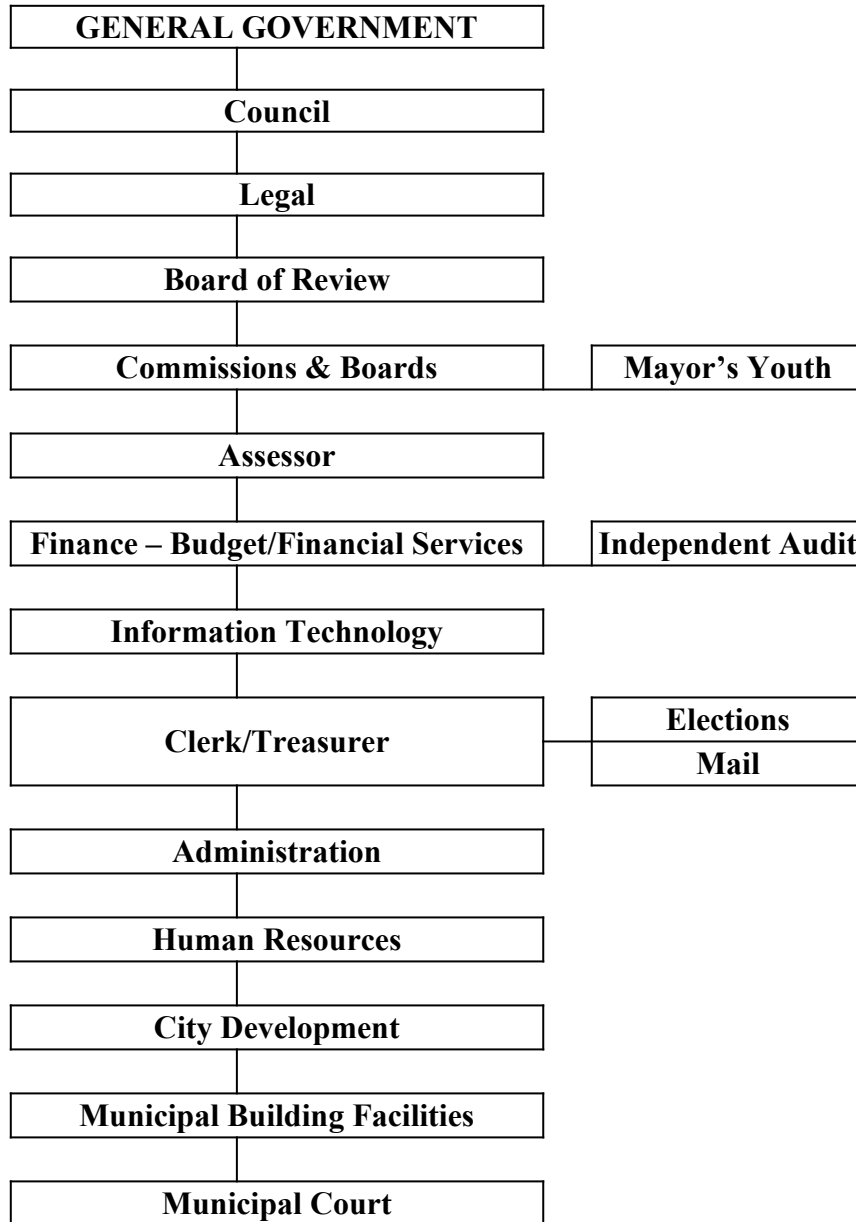 GENERAL GOVERNMENT
Council
Legal
Board of Review
Commissions & Boards
Mayor’s Youth
Assessor
Finance – Budget/Financial Services
Independent Audit
Information Technology
Clerk/Treasurer
Elections
Mail
Administration
Human Resources
City Development
Municipal Building Facilities
Municipal Court